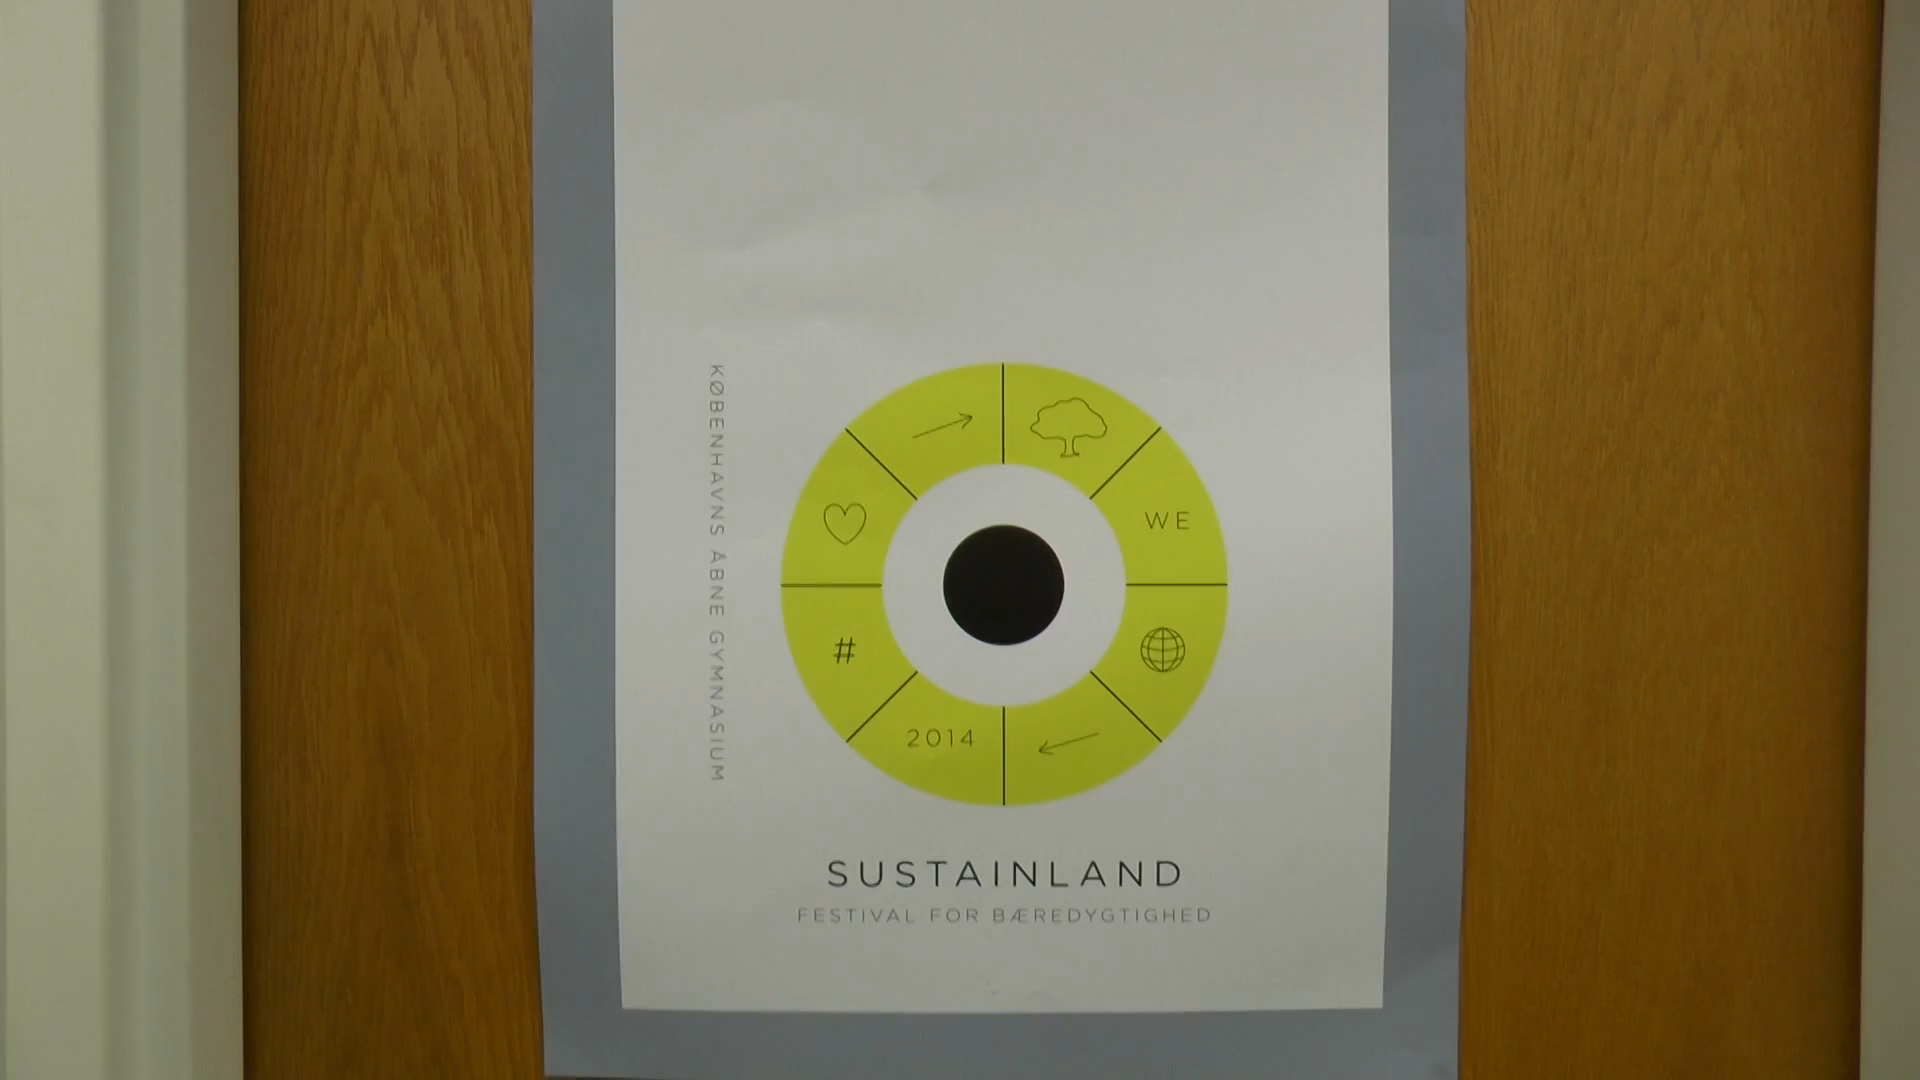 KØBENHAVNS ÅBNE GYMNASIUM
WE
#
2014
SUSTAINLAND
FESTIVAL FOR BÆREDYGTIGHED